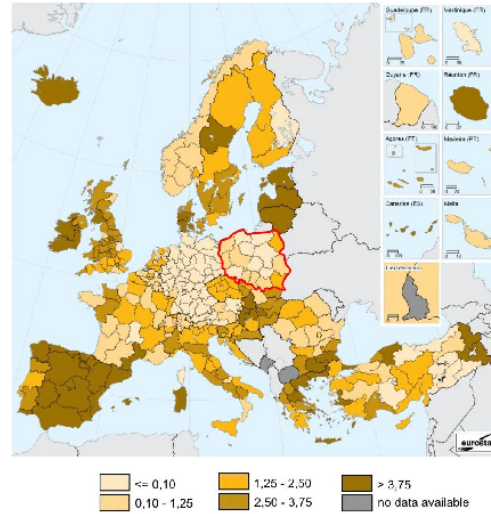 Guadeloupe (FR)
Martinique (FR)
Guyane (FR)
Réunion (FR)
Açores (PT)
Madeira (PT)
Canarias (ES)
Malta
Liechtenstein
eurostat
<= 0,10
0,10 - 1,25
1,25 - 2,50
2,50 - 3,75
> 3,75
no data available